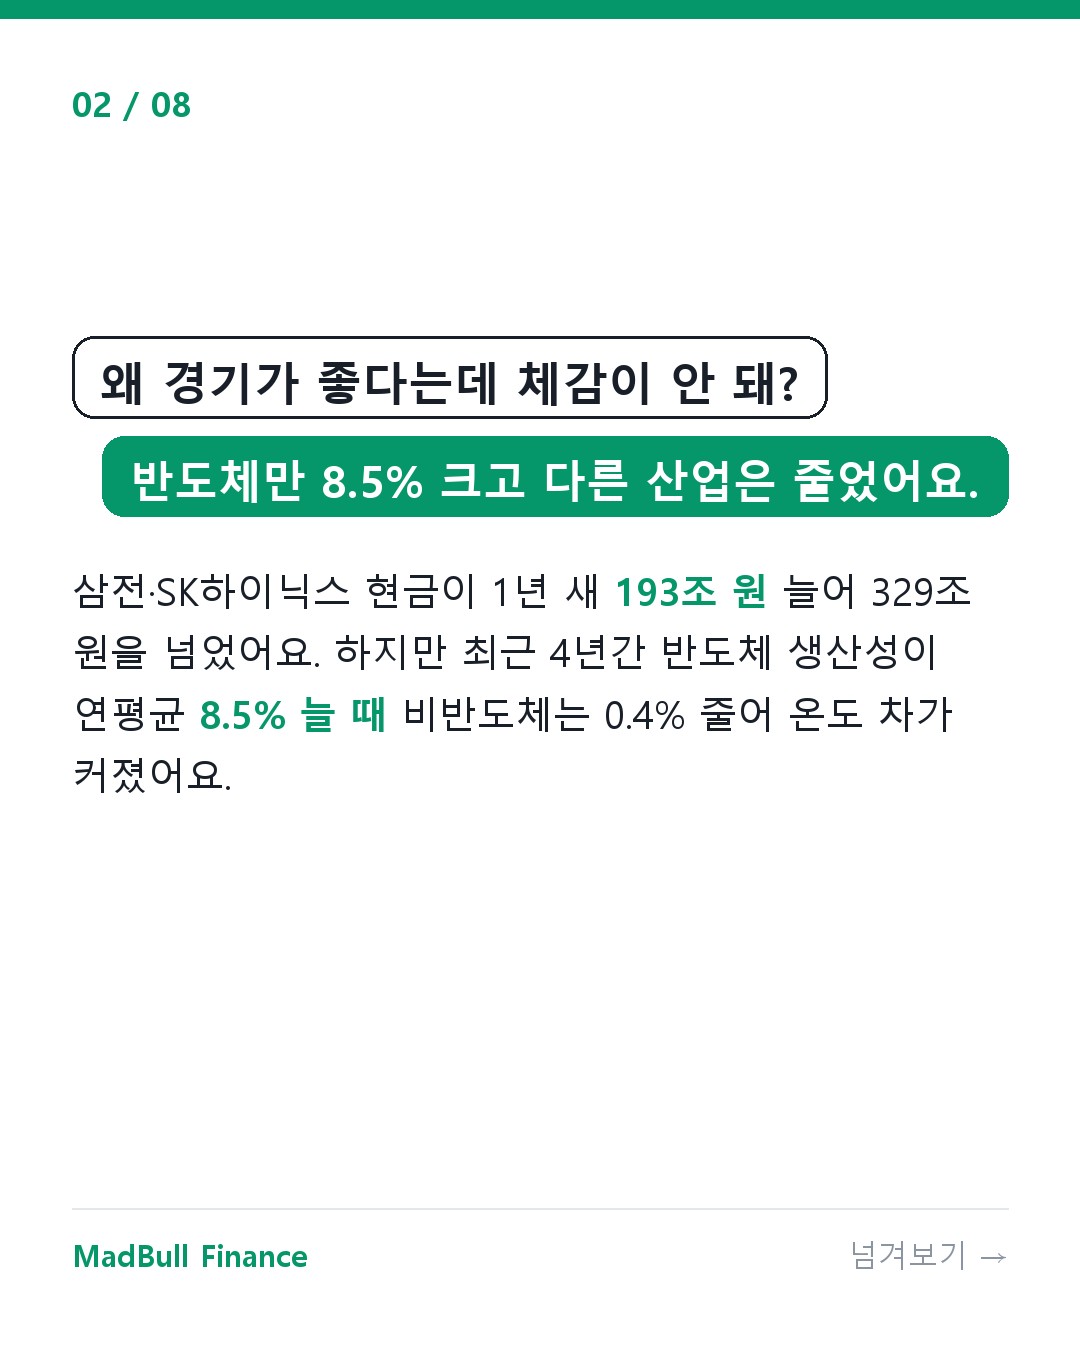 02 / 08
왜 경기가 좋다는데 체감이 안 돼?
반도체만 8.5% 크고 다른 산업은 줄었어요.
삼전·SK하이닉스 현금이 1년 새 193조 원 늘어 329조
원을 넘었어요. 하지만 최근 4년간 반도체 생산성이
연평균 8.5% 늘 때 비반도체는 0.4% 줄어 온도 차가
커졌어요.
MadBull Finance
넘겨보기 →